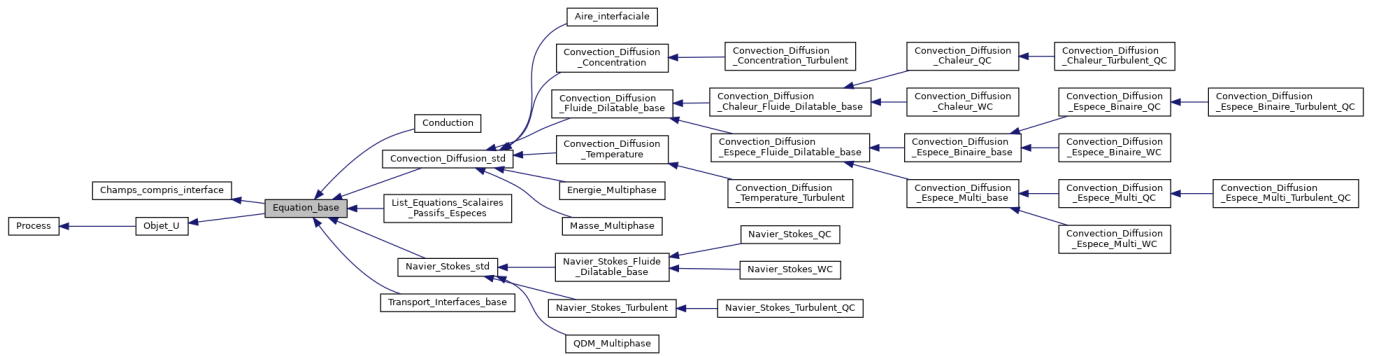 Process
Champs_compris_interface
Objet_U
Equation_base
Conduction
Convection_Diffusion_std
List_Equations_Scalaires
_Passifs_Especes
Navier_Stokes_std
Transport_Interfaces_base
Aire_interfaciale
Convection_Diffusion
_Concentration
Convection_Diffusion
_Fluide_Dilatable_base
Convection_Diffusion
_Temperature
Energie_Multiphase
Masse_Multiphase
Navier_Stokes_Fluide
_Dilatable_base
Navier_Stokes_Turbulent
QDM_Multiphase
Convection_Diffusion
_Concentration_Turbulent
Convection_Diffusion
_Chaleur_Fluide_Dilatable_base
Convection_Diffusion
_Espece_Fluide_Dilatable_base
Convection_Diffusion
_Temperature_Turbulent
Navier_Stokes_QC
Navier_Stokes_WC
Navier_Stokes_Turbulent_QC
Convection_Diffusion
_Chaleur_QC
Convection_Diffusion
_Chaleur_WC
Convection_Diffusion
_Espece_Binaire_base
Convection_Diffusion
_Espece_Multi_base
Convection_Diffusion
_Chaleur_Turbulent_QC
Convection_Diffusion
_Espece_Binaire_QC
Convection_Diffusion
_Espece_Binaire_WC
Convection_Diffusion
_Espece_Multi_QC
Convection_Diffusion
_Espece_Multi_WC
Convection_Diffusion
_Espece_Binaire_Turbulent_QC
Convection_Diffusion
_Espece_Multi_Turbulent_QC